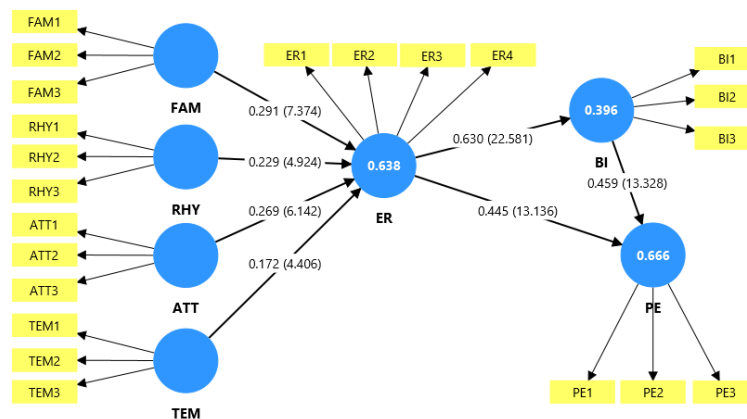 FAM1
FAM2
FAM3
FAM
RHY1
RHY2
RHY3
RHY
ATT1
ATT2
ATT3
ATT
TEM1
TEM2
TEM3
TEM
0.291 (7.374)
0.229 (4.924)
0.269 (6.142)
0.172 (4.406)
ER1
ER2
ER3
ER4
0.638
ER
0.630 (22.581)
0.445 (13.136)
0.396
BI
BI1
BI2
BI3
0.459 (13.328)
0.666
PE
PE1
PE2
PE3